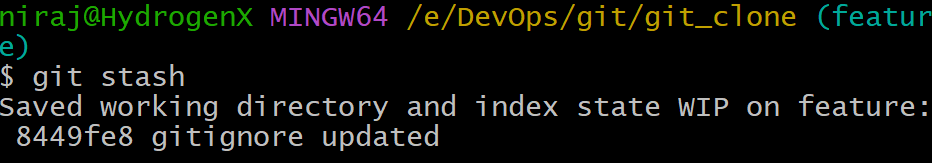 niraj@HydrogenX MINGW64 /e/DevOps/git/git_clone (featur
e)
$ git stash
Saved working directory and index state WIP on feature:
 8449fe8 gitignore updated